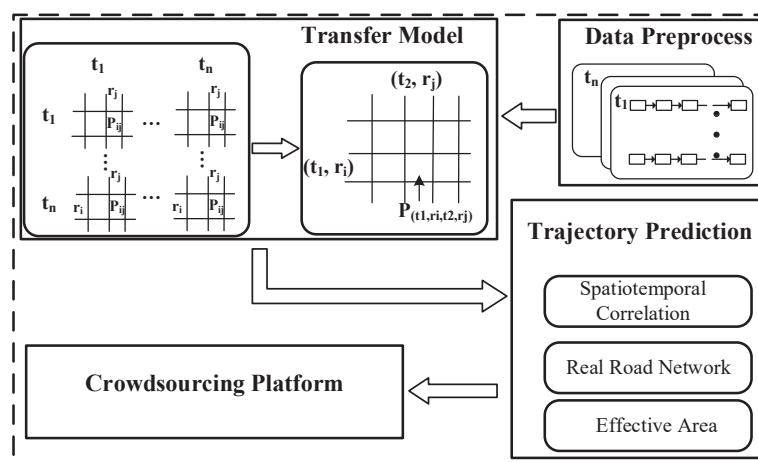 Transfer Model
t1 tn
rj rj
t1 Pij ... Pij
rj rj
tn ri Pij ... ri Pij
(t2, rj)
(t1, ri)
P(t1,ri,t2,rj)
Data Preprocess
tn
t1
Trajectory Prediction
Spatiotemporal
Correlation
Real Road Network
Effective Area
Crowdsourcing Platform